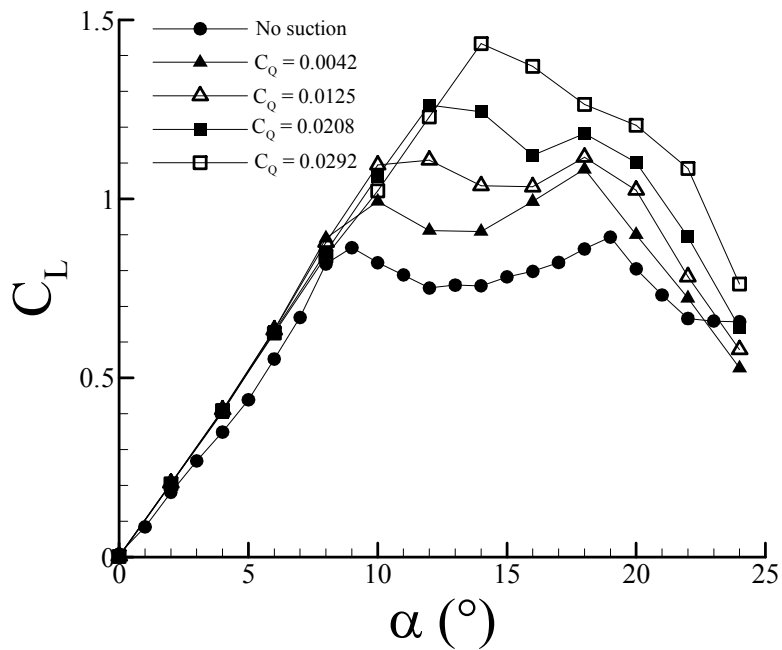 1.5
No suction
C_Q = 0.0042
C_Q = 0.0125
C_Q = 0.0208
C_Q = 0.0292
1
C_L
0.5
0
0 5 10 15 20 25
α (°)